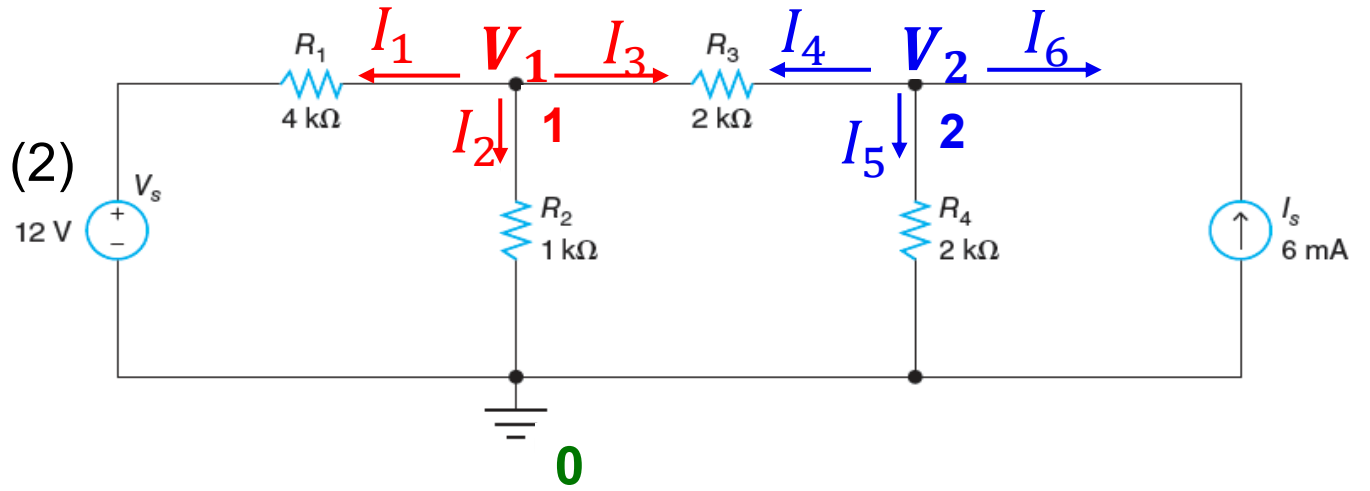 R₁ I₁ V₁ I₃ R₃ I₄ V₂ I₆
4 kΩ I₂ 1 2 kΩ I₅ 2
(2)
Vₛ
+
12 V
−
R₂
1 kΩ
R₄
2 kΩ
Iₛ
6 mA
0